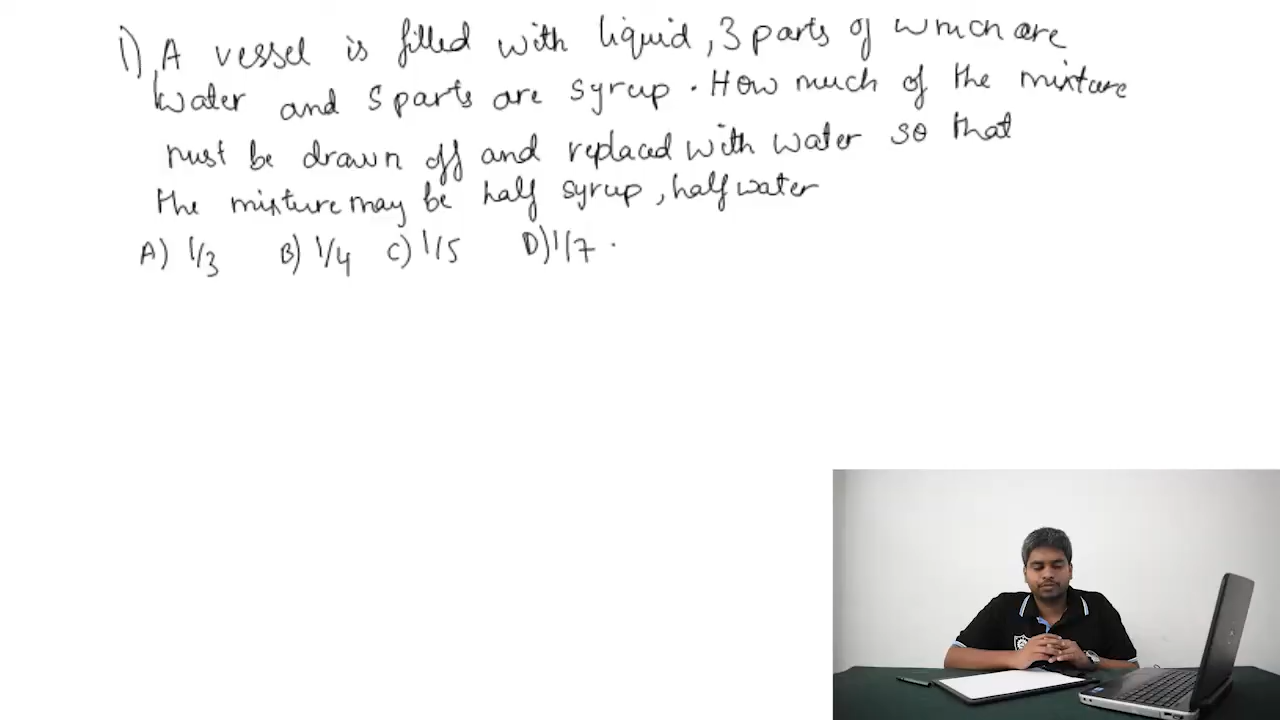 1) A vessel is filled with liquid, 3 parts of which are
water and 5 parts are syrup. How much of the mixture
must be drawn off and replaced with water so that
the mixture may be half syrup, half water
A) 1/3 B) 1/4 C) 1/5 D) 1/7.